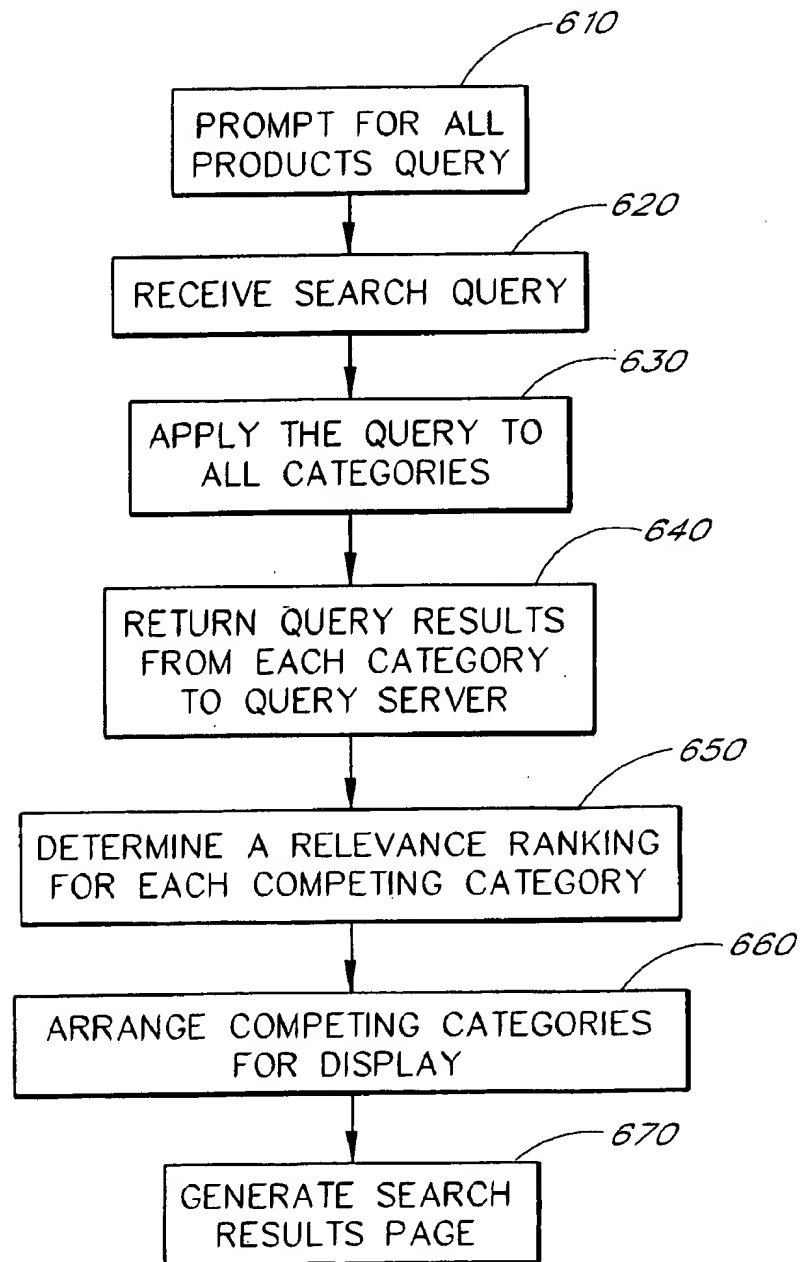 610
PROMPT FOR ALL
PRODUCTS QUERY
620
RECEIVE SEARCH QUERY
630
APPLY THE QUERY TO
ALL CATEGORIES
640
RETURN QUERY RESULTS
FROM EACH CATEGORY
TO QUERY SERVER
650
DETERMINE A RELEVANCE RANKING
FOR EACH COMPETING CATEGORY
660
ARRANGE COMPETING CATEGORIES
FOR DISPLAY
670
GENERATE SEARCH
RESULTS PAGE